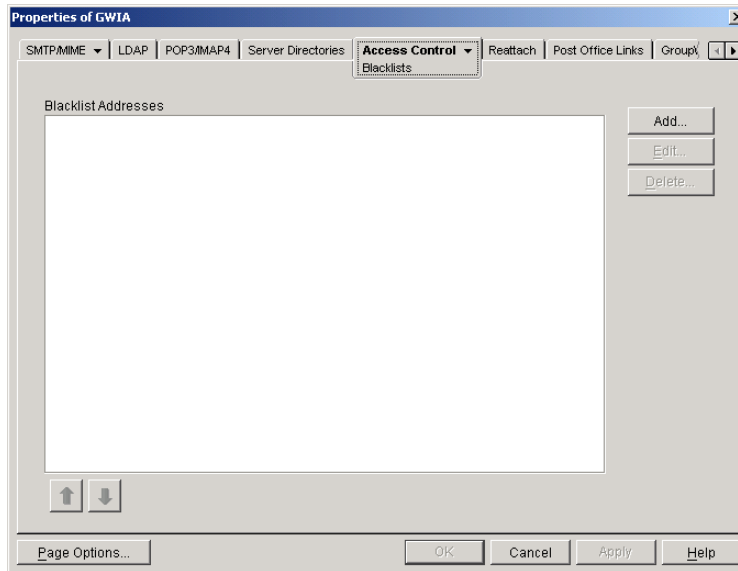 Properties of GWIA
SMTP/MIME LDAP POP3/IMAP4 Server Directories Access Control Reattach Post Office Links
Blacklists
Blacklist Addresses
Add...
Edit...
Delete...
Page Options... OK Cancel Apply Help